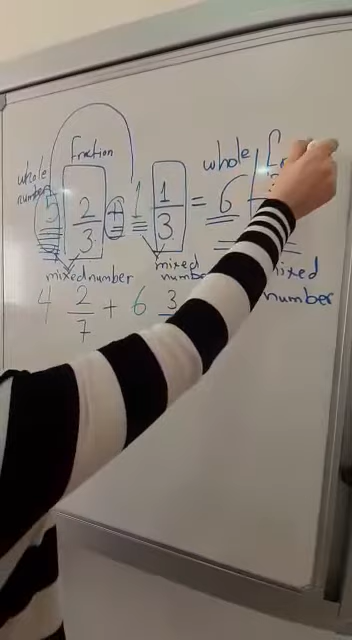 whole number fraction whole
5 2/3 + 1 1/3 = 6
mixed number mixed mixed number
4 2/7 + 6 3